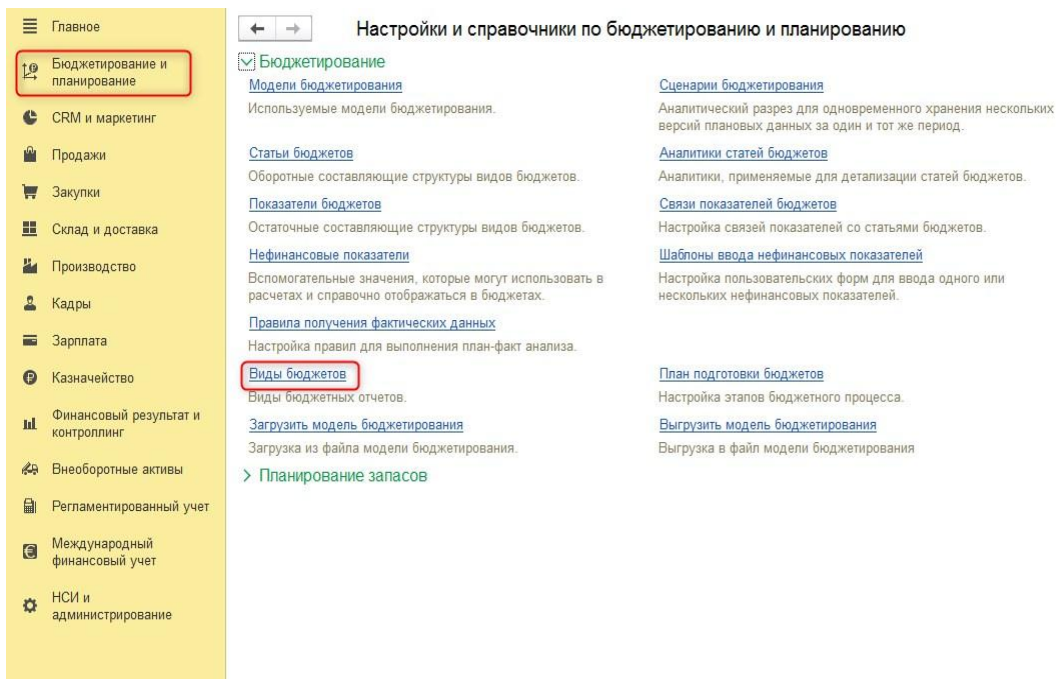 Главное
Бюджетирование и
планирование
CRM и маркетинг
Продажи
Закупки
Склад и доставка
Производство
Кадры
Зарплата
Казначейство
Финансовый результат и
контроллинг
Внеоборотные активы
Регламентированный учет
Международный
финансовый учет
НСИ и
администрирование
Настройки и справочники по бюджетированию и планированию
Бюджетирование
Модели бюджетирования
Используемые модели бюджетирования.
Сценарии бюджетирования
Аналитический разрез для одновременного хранения нескольких
версий плановых данных за один и тот же период.
Статьи бюджетов
Оборотные составляющие структуры видов бюджетов.
Аналитики статей бюджетов
Аналитики, применяемые для детализации статей бюджетов.
Показатели бюджетов
Остаточные составляющие структуры видов бюджетов.
Связи показателей бюджетов
Настройка связей показателей со статьями бюджетов.
Нефинансовые показатели
Вспомогательные значения, которые могут использовать в
расчетах и справочно отображаться в бюджетах.
Шаблоны ввода нефинансовых показателей
Настройка пользовательских форм для ввода одного или
нескольких нефинансовых показателей.
Правила получения фактических данных
Настройка правил для выполнения план-факт анализа.
Виды бюджетов
Виды бюджетных отчетов.
План подготовки бюджетов
Настройка этапов бюджетного процесса.
Загрузить модель бюджетирования
Загрузка из файла модели бюджетирования.
Выгрузить модель бюджетирования
Выгрузка в файл модели бюджетирования
Планирование запасов